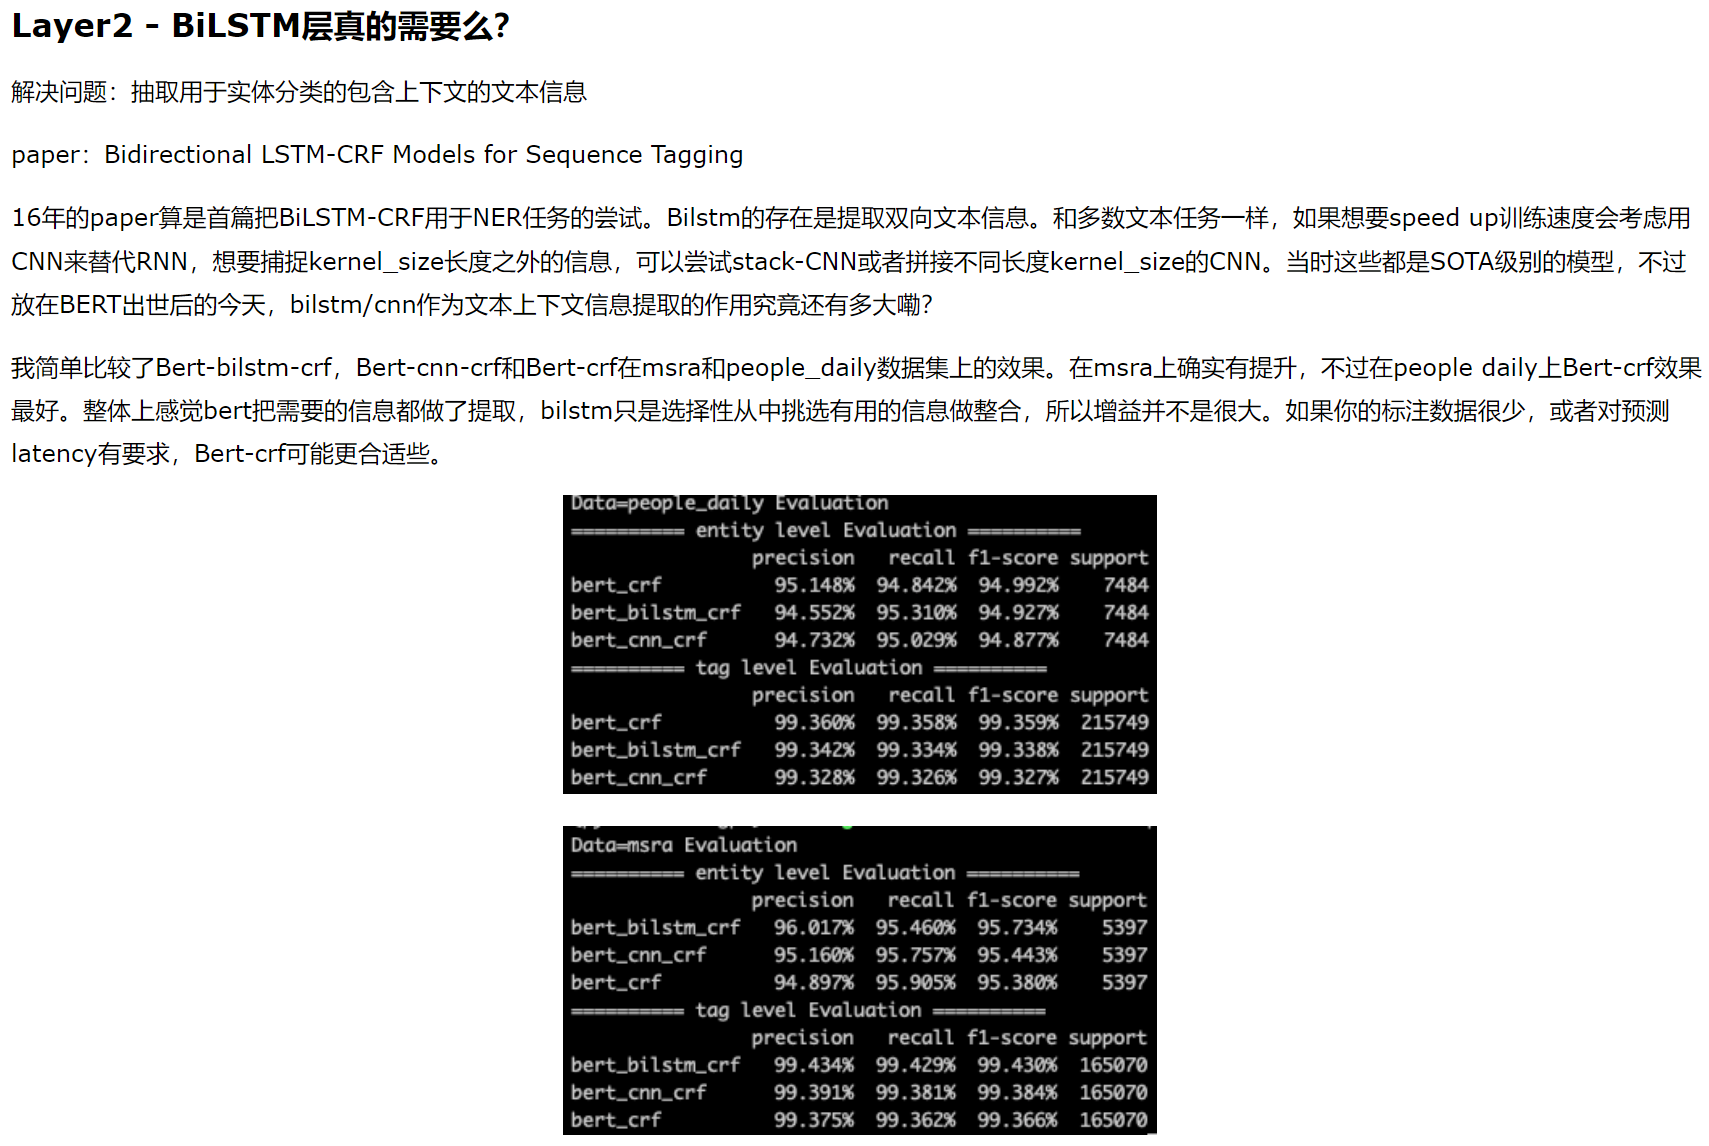 Layer2 – BiLSTM层真的需要么？
解决问题：抽取用于实体分类的包含上下文的文本信息
paper：Bidirectional LSTM-CRF Models for Sequence Tagging
16年的paper算是首篇把BiLSTM-CRF用于NER任务的尝试。Bilstm的存在是提取双向文本信息。和多数文本任务一样，如果想要speed up训练速度会考虑用
CNN来替代RNN，想要捕捉kernel_size长度之外的信息，可以尝试stack-CNN或者拼接不同长度kernel_size的CNN。当时这些都是SOTA级别的模型，不过
放在BERT出世后的今天，bilstm/cnn作为文本上下文信息提取的作用究竟还有多大嘞？
我简单比较了Bert-bilstm-crf，Bert-cnn-crf和Bert-crf在msra和people_daily数据集上的效果。在msra上确实有提升，不过在people daily上Bert-crf效果
最好。整体上感觉bert把需要的信息都做了提取，bilstm只是选择性从中挑选有用的信息做整合，所以增益并不是很大。如果你的标注数据很少，或者对预测
latency有要求，Bert-crf可能更合适些。
Data=people_daily Evaluation
========== entity level Evaluation ==========
precision recall f1-score support
bert_crf 95.148% 94.842% 94.992% 7484
bert_bilstm_crf 94.552% 95.310% 94.927% 7484
bert_cnn_crf 94.732% 95.029% 94.877% 7484
========== tag level Evaluation ==========
precision recall f1-score support
bert_crf 99.360% 99.358% 99.359% 215749
bert_bilstm_crf 99.342% 99.334% 99.338% 215749
bert_cnn_crf 99.328% 99.326% 99.327% 215749
Data=msra Evaluation
========== entity level Evaluation ==========
precision recall f1-score support
bert_bilstm_crf 96.017% 95.460% 95.734% 5397
bert_cnn_crf 95.160% 95.757% 95.443% 5397
bert_crf 94.897% 95.905% 95.380% 5397
========== tag level Evaluation ==========
precision recall f1-score support
bert_bilstm_crf 99.434% 99.429% 99.430% 165070
bert_cnn_crf 99.391% 99.381% 99.384% 165070
bert_crf 99.375% 99.362% 99.366% 165070